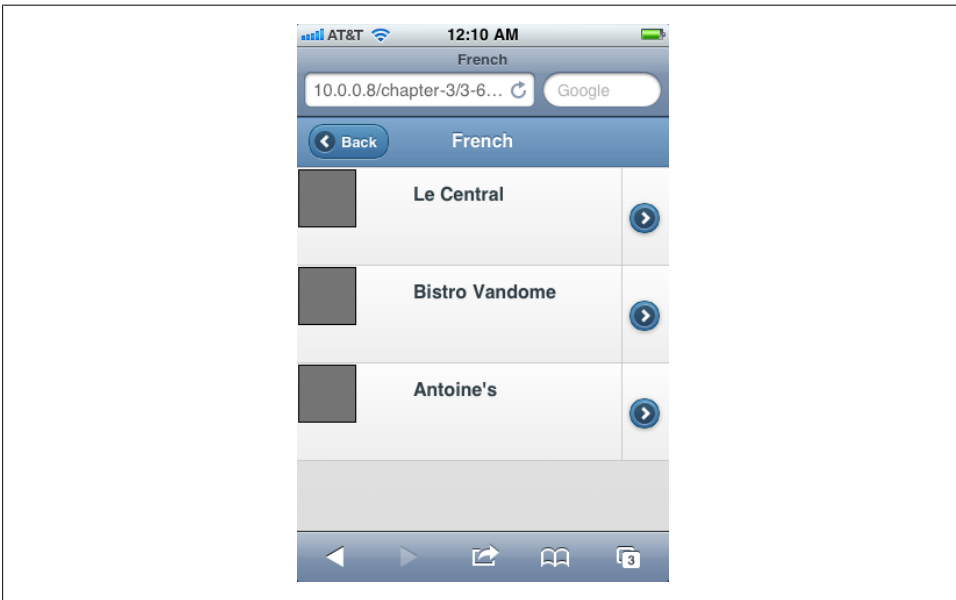 AT&T 12:10 AM
French
10.0.0.8/chapter-3/3-6... Google
Back French
Le Central
Bistro Vandome
Antoine's
3